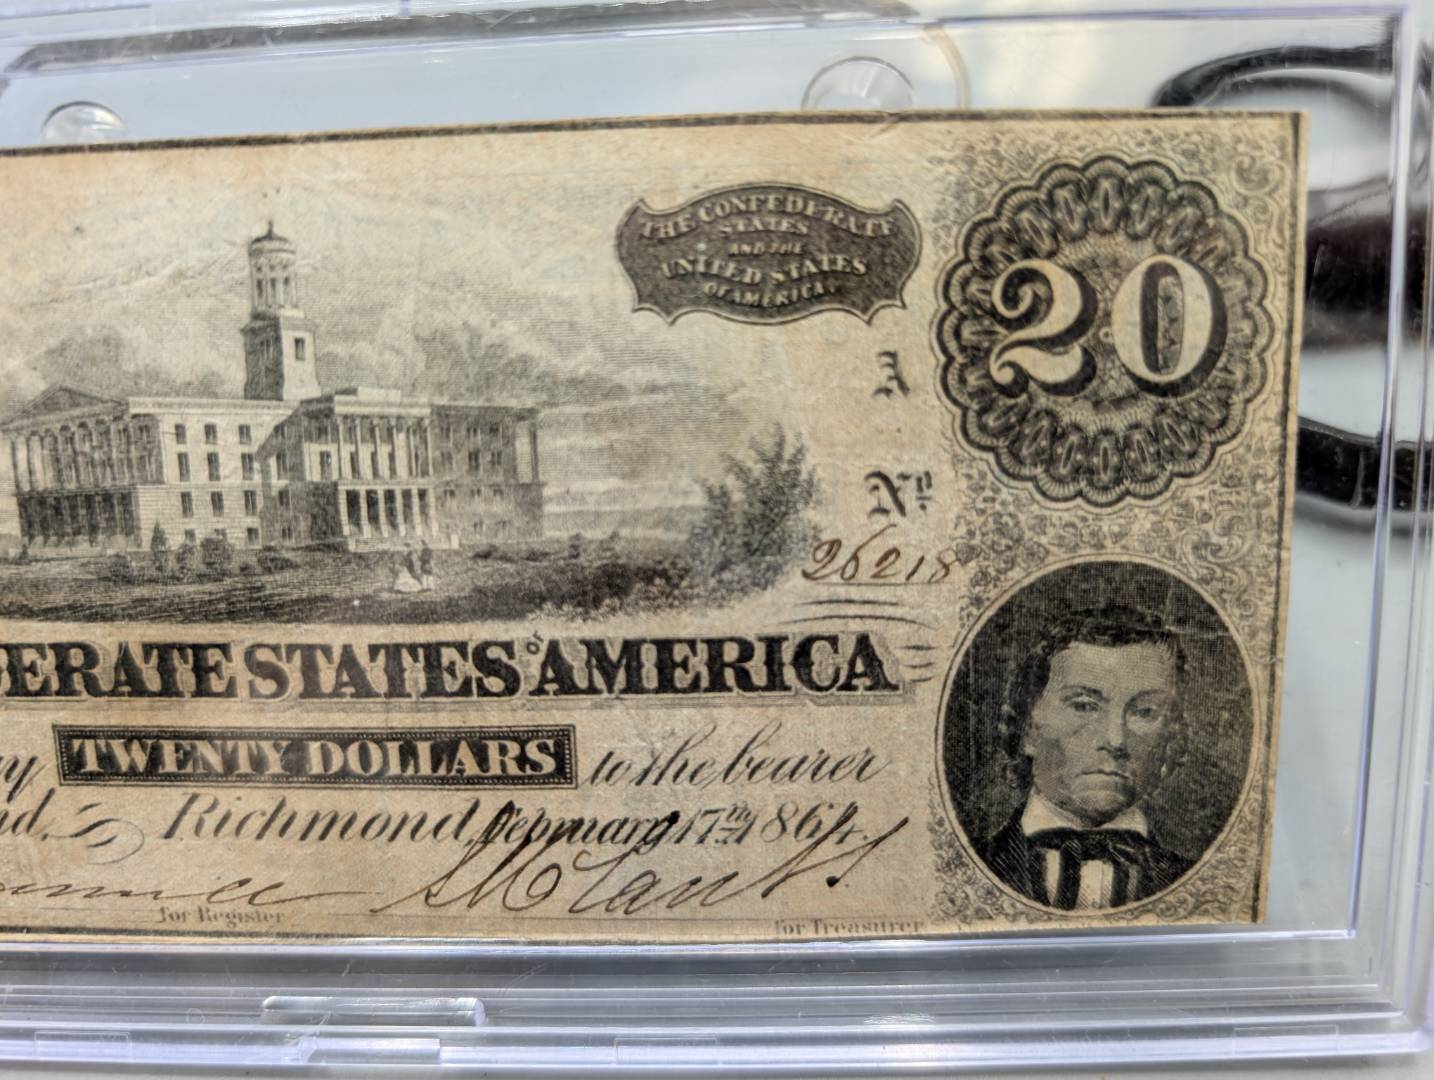 THE CONFEDERATE
STATES
AND THE
UNITED STATES
OF AMERICA
20
A
No
26218
ERATE STATES OF AMERICA
TWENTY DOLLARS to the bearer
Richmond, February 17th 1864.
for Register
for Treasurer